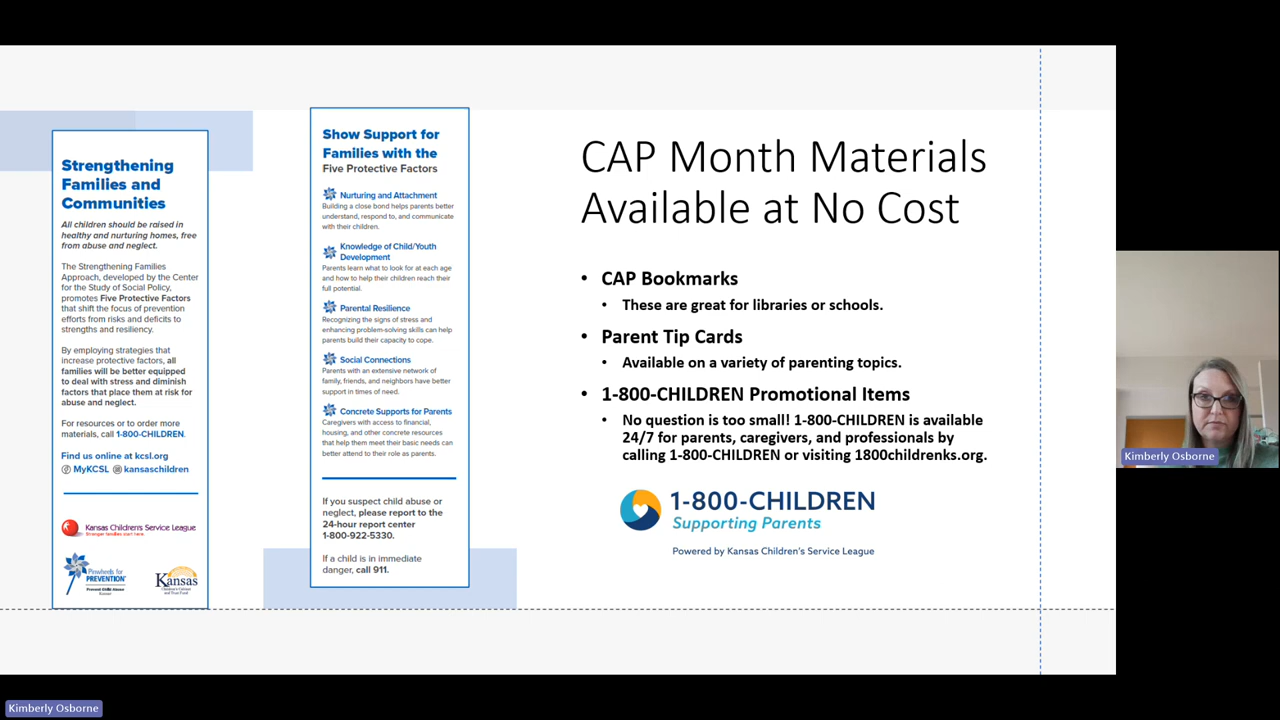 Strengthening
Families and
Communities
All children should be raised in
healthy and nurturing homes, free
from abuse and neglect.
The Strengthening Families
Approach, developed by the Center
for the Study of Social Policy,
promotes Five Protective Factors
that shift the focus of prevention
efforts from risks and deficits to
strengths and resiliency.
By employing strategies that
increase protective factors, all
families will be better equipped
to deal with stress and diminish
factors that place them at risk for
abuse and neglect.
For resources or to order more
materials, call 1-800-CHILDREN.
Find us online at kcsl.org
MyKCSL kansaschildren
Kansas Children's Service League
Stronger families start here.
Pinwheels for
PREVENTION
Prevent Child Abuse
Kansas
Kansas
Children's Cabinet
and Trust Fund
Show Support for
Families with the
Five Protective Factors
Nurturing and Attachment
Building a close bond helps parents better
understand, respond to, and communicate
with their children.
Knowledge of Child/Youth
Development
Parents learn what to look for at each age
and how to help their children reach their
full potential.
Parental Resilience
Recognizing the signs of stress and
enhancing problem-solving skills can help
parents build their capacity to cope.
Social Connections
Parents with an extensive network of
family, friends, and neighbors have better
support in times of need.
Concrete Supports for Parents
Caregivers with access to financial,
housing, and other concrete resources
that help them meet their basic needs can
better attend to their role as parents.
If you suspect child abuse or
neglect, please report to the
24-hour report center
1-800-922-5330.
If a child is in immediate
danger, call 911.
CAP Month Materials
Available at No Cost
• CAP Bookmarks
• These are great for libraries or schools.
• Parent Tip Cards
• Available on a variety of parenting topics.
• 1-800-CHILDREN Promotional Items
• No question is too small! 1-800-CHILDREN is available
24/7 for parents, caregivers, and professionals by
calling 1-800-CHILDREN or visiting 1800childrenks.org.
1-800-CHILDREN
Supporting Parents
Powered by Kansas Children's Service League
Kimberly Osborne
Kimberly Osborne